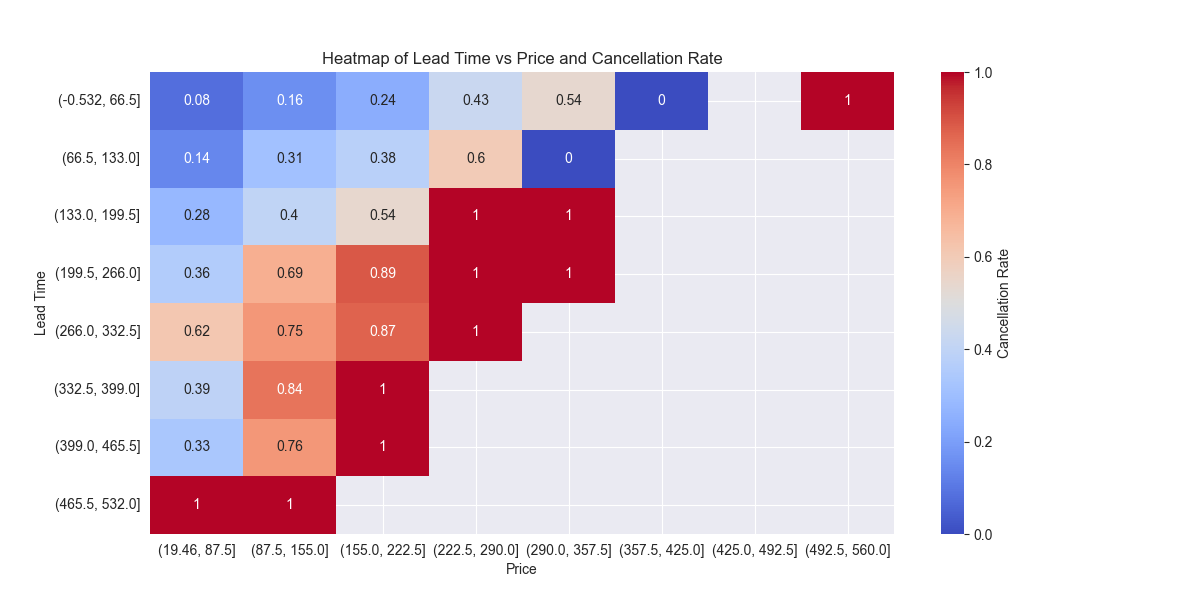 Heatmap of Lead Time vs Price and Cancellation Rate
(-0.532, 66.5] 0.08 0.16 0.24 0.43 0.54 0 1
(66.5, 133.0] 0.14 0.31 0.38 0.6 0
(133.0, 199.5] 0.28 0.4 0.54 1 1
(199.5, 266.0] 0.36 0.69 0.89 1 1
(266.0, 332.5] 0.62 0.75 0.87 1
(332.5, 399.0] 0.39 0.84 1
(399.0, 465.5] 0.33 0.76 1
(465.5, 532.0] 1 1
Lead Time
(19.46, 87.5] (87.5, 155.0] (155.0, 222.5] (222.5, 290.0] (290.0, 357.5] (357.5, 425.0] (425.0, 492.5] (492.5, 560.0]
Price
1.0
0.8
0.6
0.4
0.2
0.0
Cancellation Rate